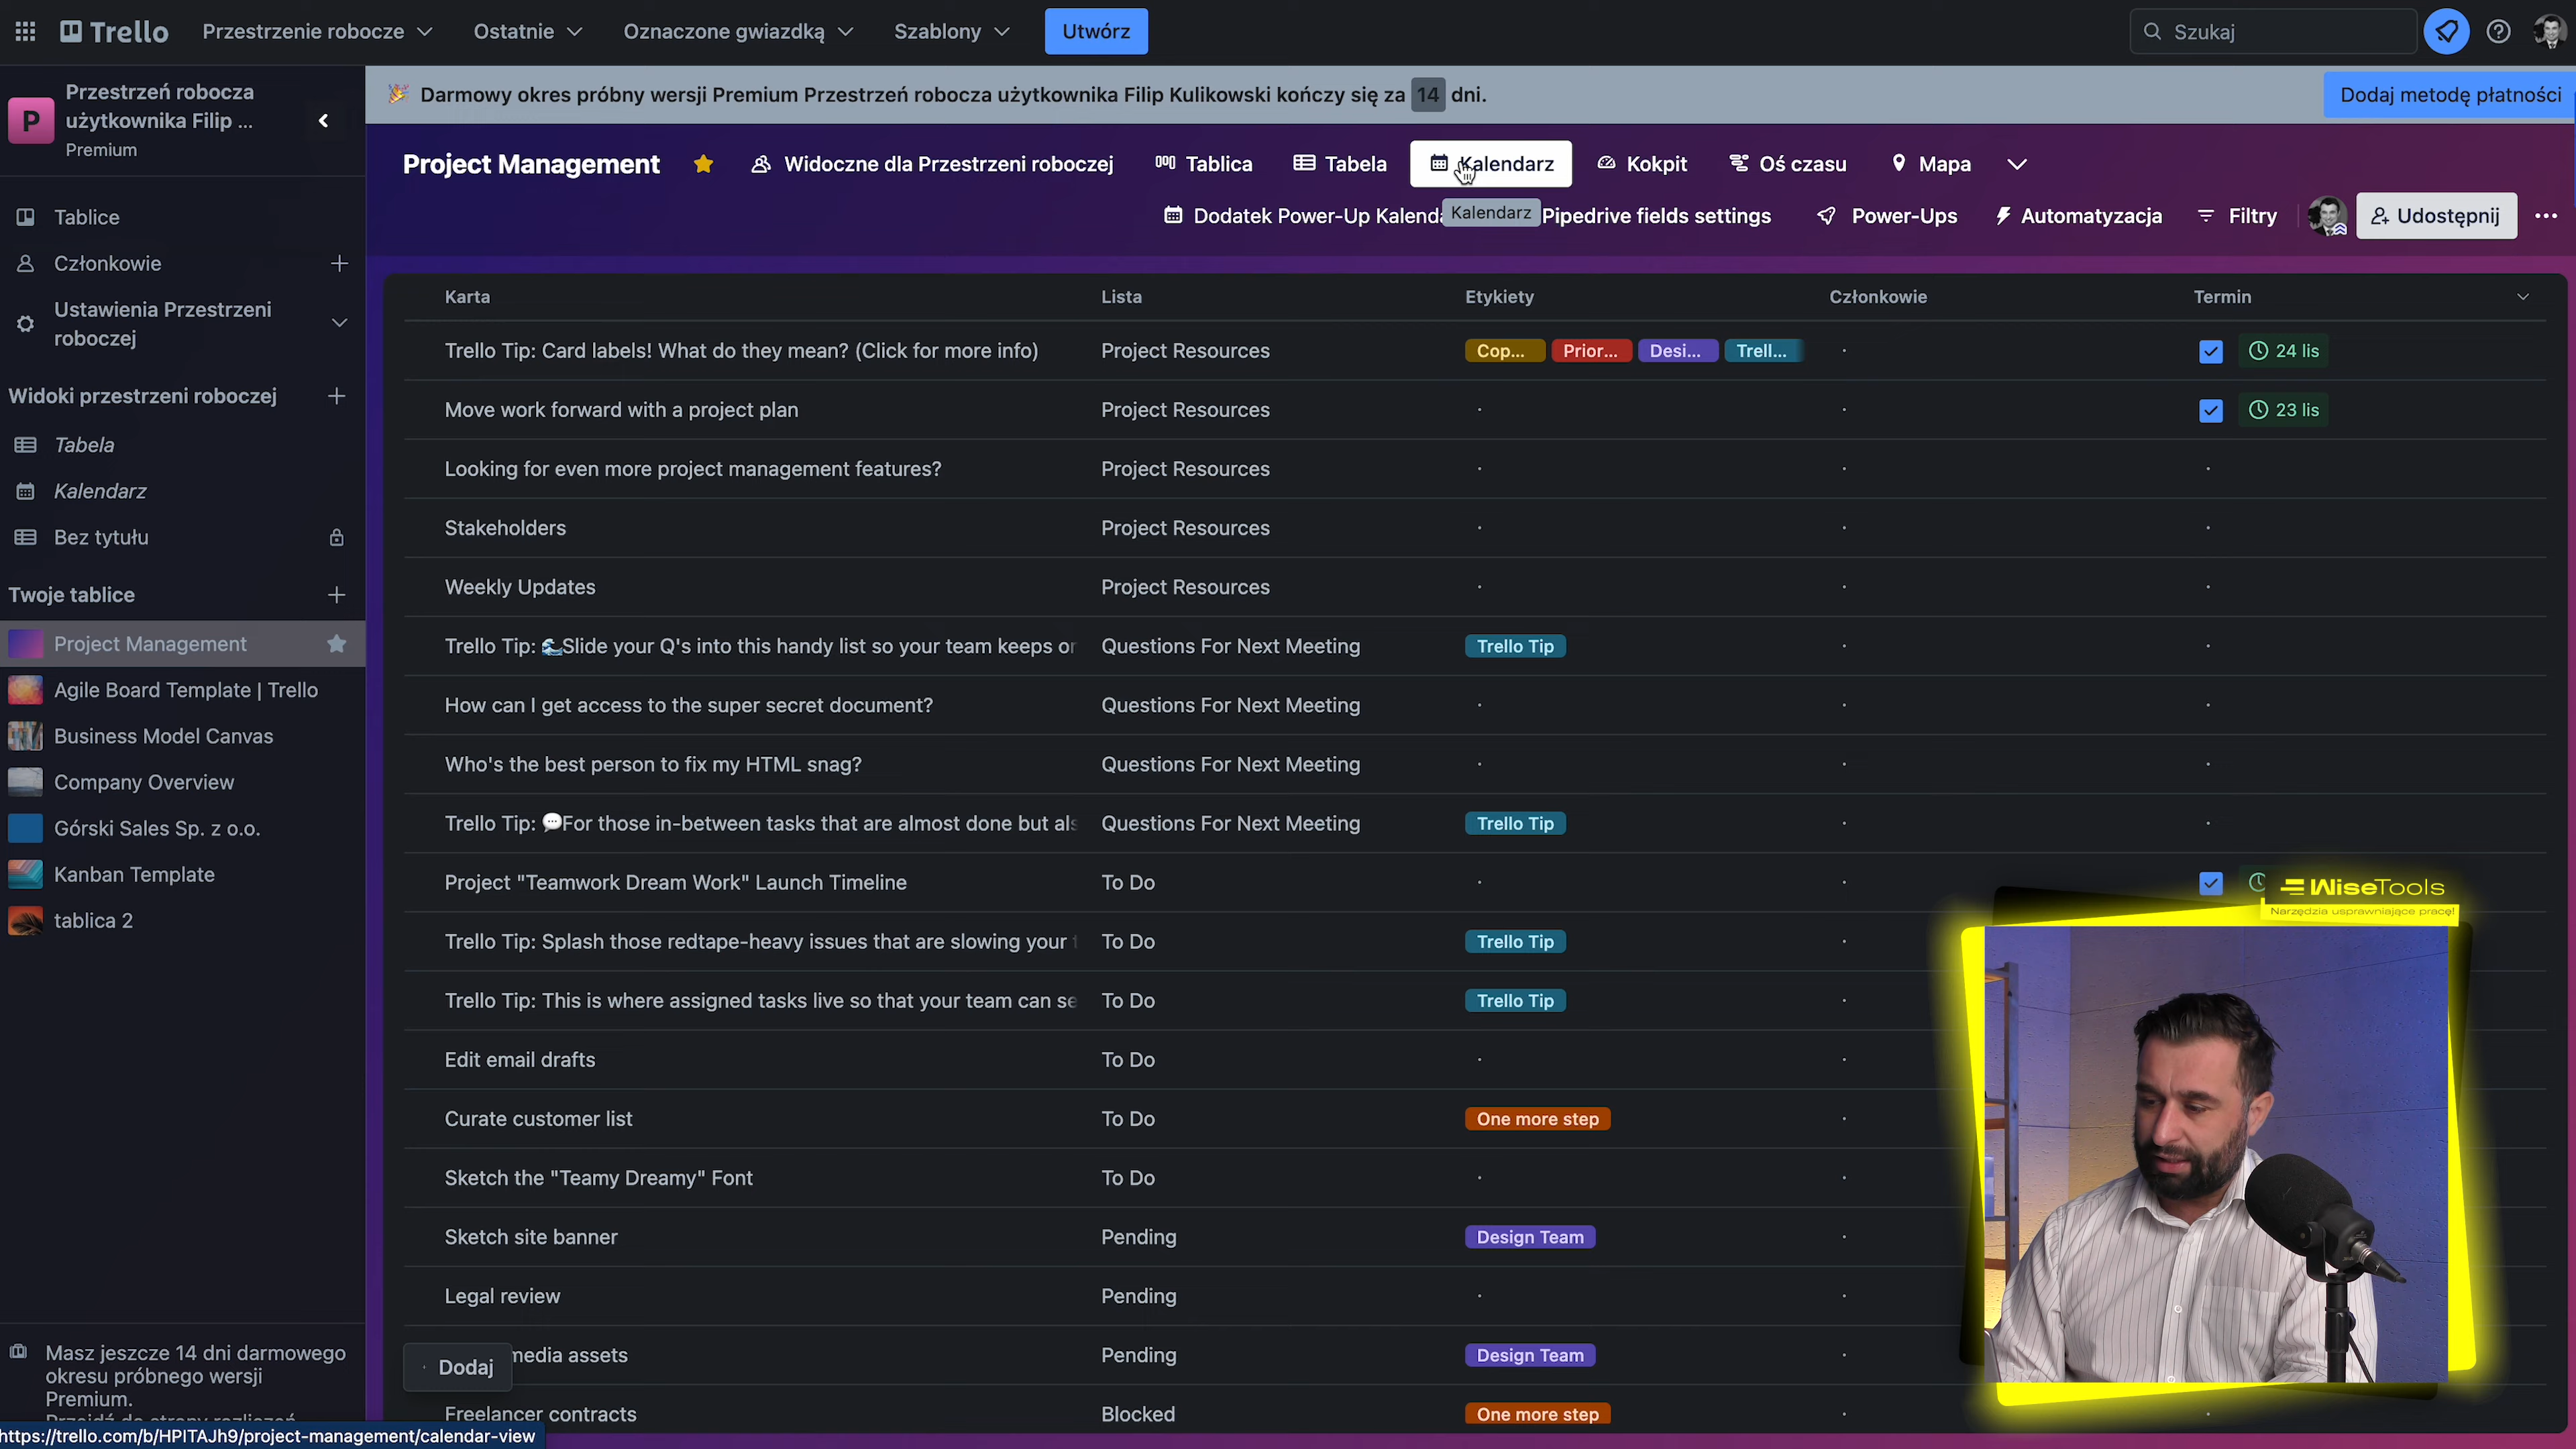 Trello
Przestrzenie robocze
Ostatnie
Oznaczone gwiazdką
Szablony
Utwórz
Szukaj
P
Przestrzeń robocza
użytkownika Filip ...
Premium
Darmowy okres próbny wersji Premium Przestrzeń robocza użytkownika Filip Kulikowski kończy się za 14 dni.
Dodaj metodę płatności
Project Management
Widoczne dla Przestrzeni roboczej
Tablica
Tabela
Kalendarz
Kokpit
Oś czasu
Mapa
Dodatek Power-Up
Kalendarz
Pipedrive fields settings
Power-Ups
Automatyzacja
Filtry
Udostępnij
Tablice
Członkowie
Ustawienia Przestrzeni
roboczej
Widoki przestrzeni roboczej
Tabela
Kalendarz
Bez tytułu
Twoje tablice
Project Management
Agile Board Template | Trello
Business Model Canvas
Company Overview
Górski Sales Sp. z o.o.
Kanban Template
tablica 2
Masz jeszcze 14 dni darmowego
okresu próbnego wersji
Premium.
Karta Lista Etykiety Członkowie Termin
Trello Tip: Card labels! What do they mean? (Click for more info) Project Resources Cop... Prior... Desi... Trell... 24 lis
Move work forward with a project plan Project Resources 23 lis
Looking for even more project management features? Project Resources
Stakeholders Project Resources
Weekly Updates Project Resources
Trello Tip: 🌊Slide your Q's into this handy list so your team keeps or Questions For Next Meeting Trello Tip
How can I get access to the super secret document? Questions For Next Meeting
Who's the best person to fix my HTML snag? Questions For Next Meeting
Trello Tip: 💬For those in-between tasks that are almost done but als Questions For Next Meeting Trello Tip
Project "Teamwork Dream Work" Launch Timeline To Do
Trello Tip: Splash those redtape-heavy issues that are slowing your To Do Trello Tip
Trello Tip: This is where assigned tasks live so that your team can se To Do Trello Tip
Edit email drafts To Do
Curate customer list To Do One more step
Sketch the "Teamy Dreamy" Font To Do
Sketch site banner Pending Design Team
Legal review Pending
media assets Pending Design Team
Freelancer contracts Blocked One more step
Dodaj
WiseTools
Narzędzia usprawniające pracę!
https://trello.com/b/HPITAJh9/project-management/calendar-view